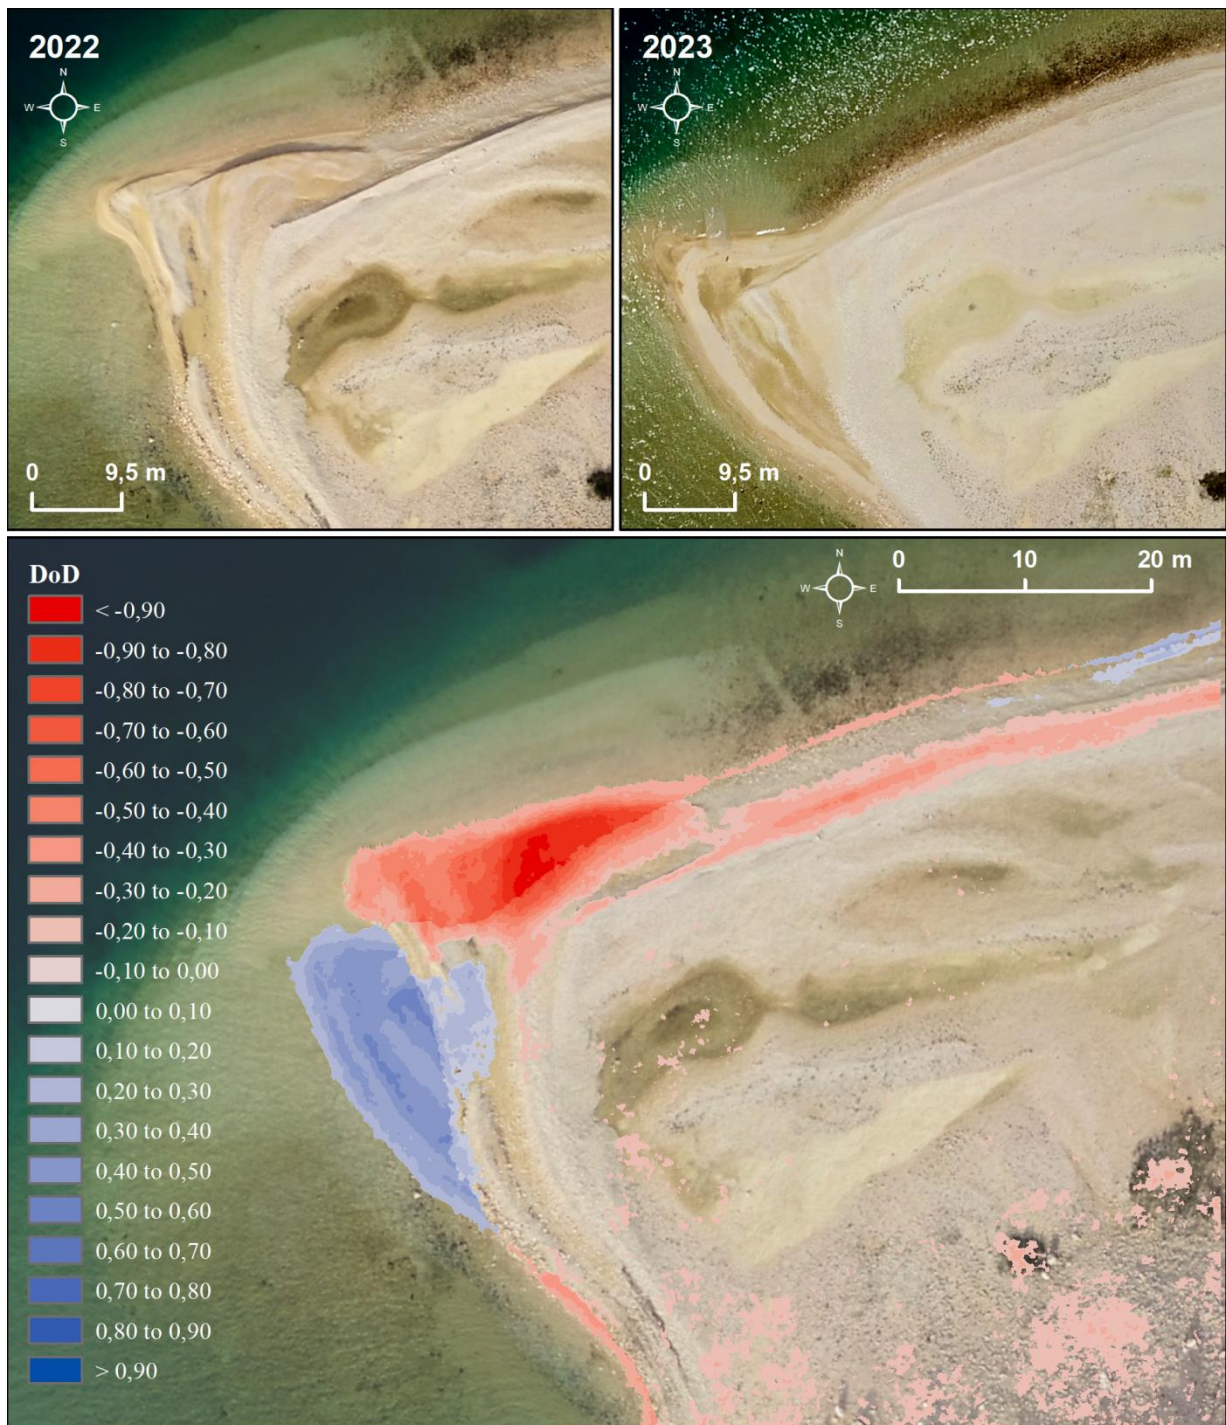 2022
N
W E
S
0 9,5 m
2023
N
W E
S
0 9,5 m
DoD
N
W E
S
0 10 20 m
< -0,90
-0,90 to -0,80
-0,80 to -0,70
-0,70 to -0,60
-0,60 to -0,50
-0,50 to -0,40
-0,40 to -0,30
-0,30 to -0,20
-0,20 to -0,10
-0,10 to 0,00
0,00 to 0,10
0,10 to 0,20
0,20 to 0,30
0,30 to 0,40
0,40 to 0,50
0,50 to 0,60
0,60 to 0,70
0,70 to 0,80
0,80 to 0,90
> 0,90